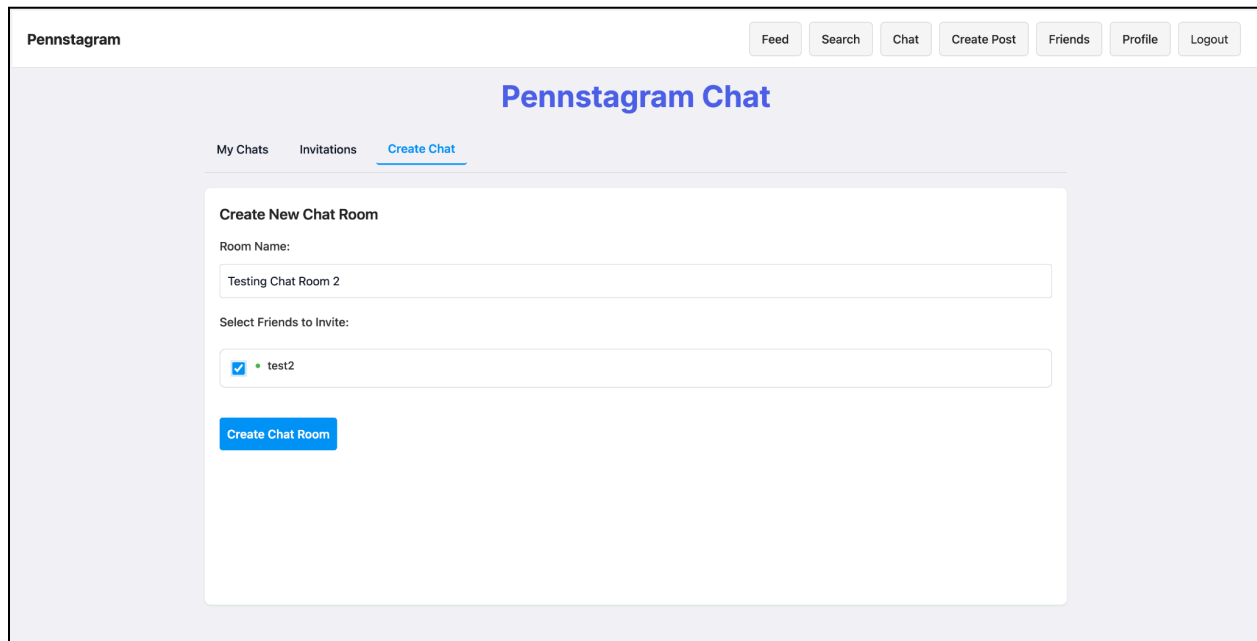 Pennstagram
Feed Search Chat Create Post Friends Profile Logout
Pennstagram Chat
My Chats Invitations Create Chat
Create New Chat Room
Room Name:
Testing Chat Room 2
Select Friends to Invite:
test2
Create Chat Room